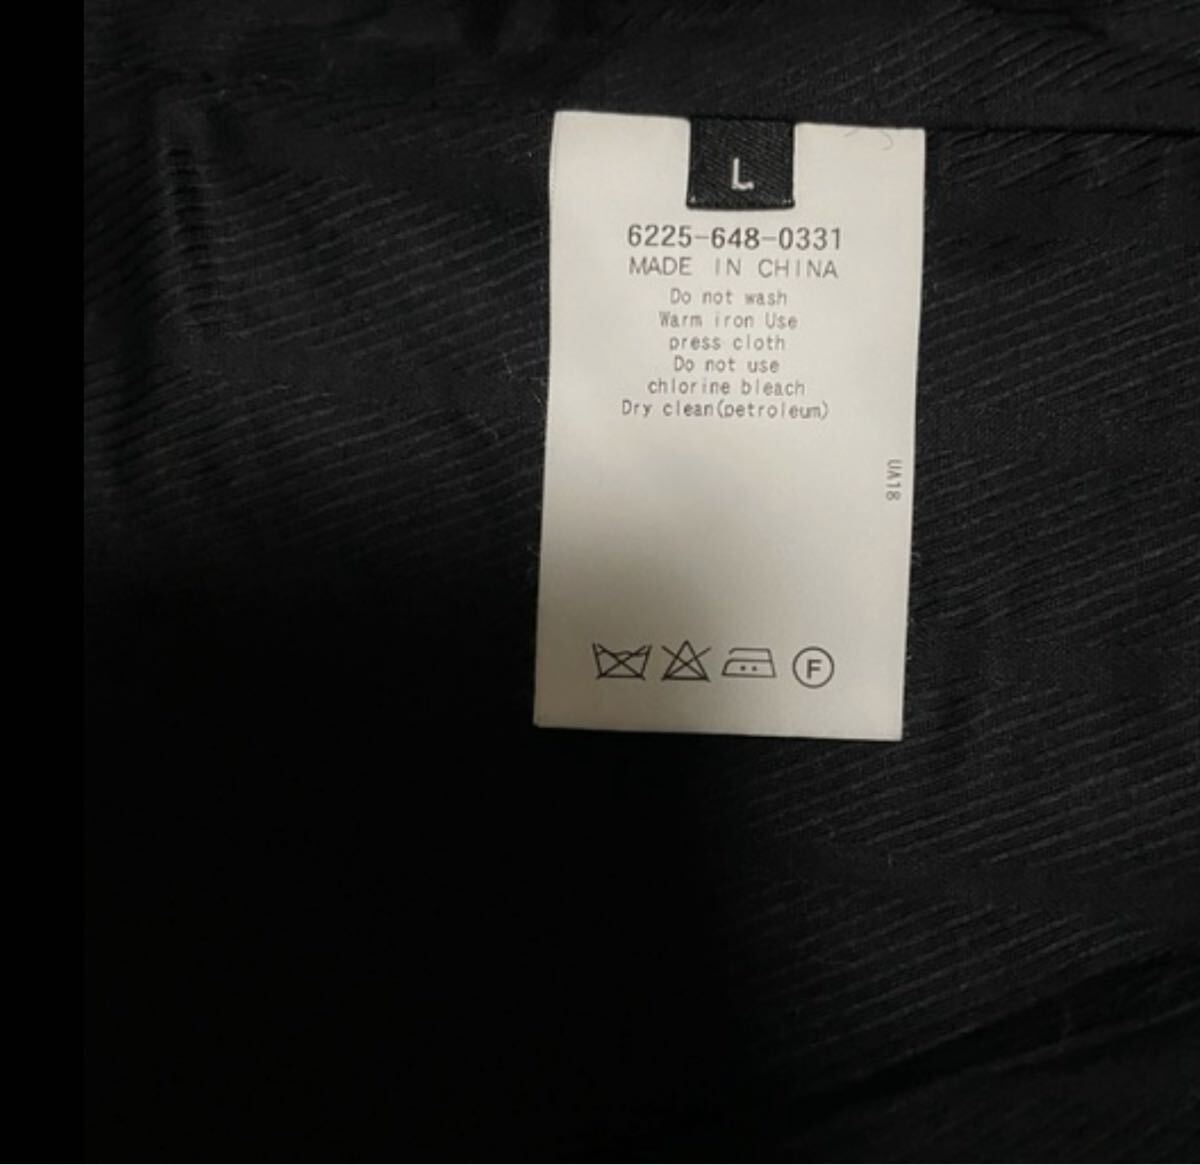 L
6225-648-0331
MADE IN CHINA
Do not wash
Warm iron Use
press cloth
Do not use
chlorine bleach
Dry clean(petroleum)
UA18
F